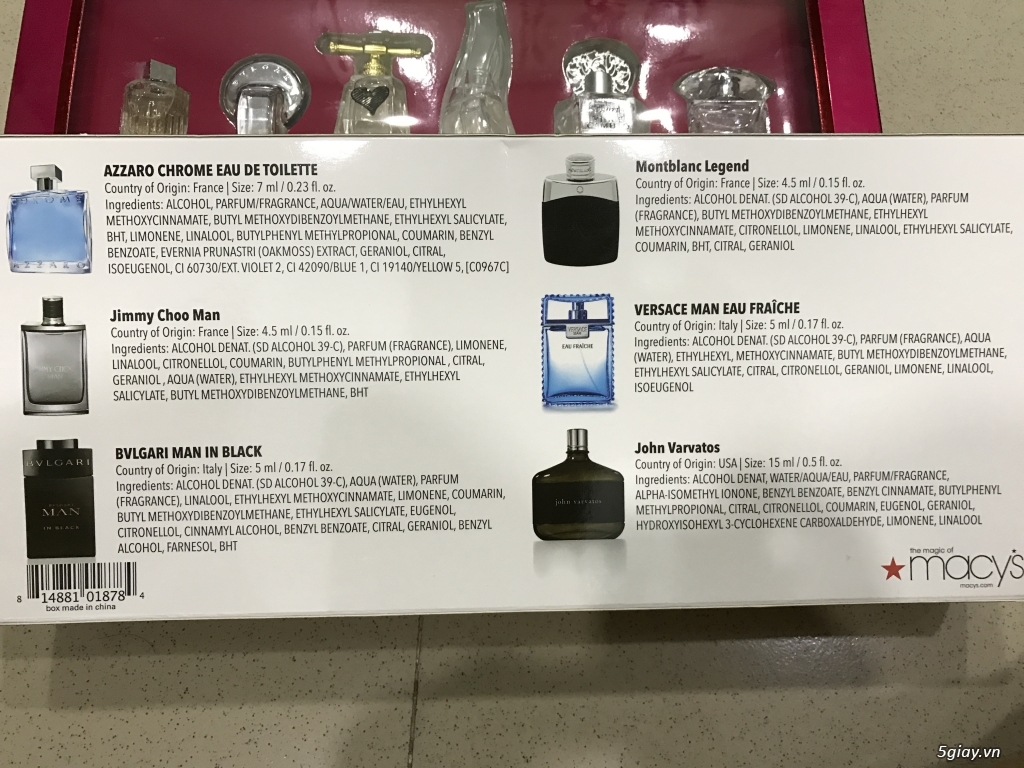 AZZARO CHROME EAU DE TOILETTE
Country of Origin: France | Size: 7 ml / 0.23 fl. oz.
Ingredients: ALCOHOL, PARFUM/FRAGRANCE, AQUA/WATER/EAU, ETHYLHEXYL
METHOXYCINNAMATE, BUTYL METHOXYDIBENZOYLMETHANE, ETHYLHEXYL SALICYLATE,
BHT, LIMONENE, LINALOOL, BUTYLPHENYL METHYLPROPIONAL, COUMARIN, BENZYL
BENZOATE, EVERNIA PRUNASTRI (OAKMOSS) EXTRACT, GERANIOL, CITRAL,
ISOEUGENOL, CI 60730/EXT. VIOLET 2, CI 42090/BLUE 1, CI 19140/YELLOW 5, [C0967C]
AZZARO
Jimmy Choo Man
Country of Origin: France | Size: 4.5 ml / 0.15 fl. oz.
Ingredients: ALCOHOL DENAT. (SD ALCOHOL 39-C), PARFUM (FRAGRANCE), LIMONENE,
LINALOOL, CITRONELLOL, COUMARIN, BUTYLPHENYL METHYLPROPIONAL , CITRAL,
GERANIOL , AQUA (WATER), ETHYLHEXYL METHOXYCINNAMATE, ETHYLHEXYL
SALICYLATE, BUTYL METHOXYDIBENZOYLMETHANE, BHT
BVLGARI MAN IN BLACK
Country of Origin: Italy | Size: 5 ml / 0.17 fl. oz.
Ingredients: ALCOHOL DENAT. (SD ALCOHOL 39-C), AQUA (WATER), PARFUM
(FRAGRANCE), LINALOOL, ETHYLHEXYL METHOXYCINNAMATE, LIMONENE, COUMARIN,
BUTYL METHOXYDIBENZOYLMETHANE, ETHYLHEXYL SALICYLATE, EUGENOL,
CITRONELLOL, CINNAMYL ALCOHOL, BENZYL BENZOATE, CITRAL, GERANIOL, BENZYL
ALCOHOL, FARNESOL, BHT
BVLGARI
MAN
IN BLACK
8 14881 01878 4
box made in china
Montblanc Legend
Country of Origin: France | Size: 4.5 ml / 0.15 fl. oz.
Ingredients: ALCOHOL DENAT. (SD ALCOHOL 39-C), AQUA (WATER), PARFUM
(FRAGRANCE), BUTYL METHOXYDIBENZOYLMETHANE, ETHYLHEXYL
METHOXYCINNAMATE, CITRONELLOL, LIMONENE, LINALOOL, ETHYLHEXYL SALICYLATE,
COUMARIN, BHT, CITRAL, GERANIOL
VERSACE MAN EAU FRAÎCHE
Country of Origin: Italy | Size: 5 ml / 0.17 fl. oz.
Ingredients: ALCOHOL DENAT. (SD ALCOHOL 39-C), PARFUM (FRAGRANCE), AQUA
(WATER), ETHYLHEXYL, METHOXYCINNAMATE, BUTYL METHOXYDIBENZOYLMETHANE,
ETHYLHEXYL SALICYLATE, CITRAL, CITRONELLOL, GERANIOL, LIMONENE, LINALOOL,
ISOEUGENOL
VERSACE
MAN
EAU FRAÎCHE
John Varvatos
Country of Origin: USA | Size: 15 ml / 0.5 fl. oz.
Ingredients: ALCOHOL DENAT, WATER/AQUA/EAU, PARFUM/FRAGRANCE,
ALPHA-ISOMETHYL IONONE, BENZYL BENZOATE, BENZYL CINNAMATE, BUTYLPHENYL
METHYLPROPIONAL, CITRAL, CITRONELLOL, COUMARIN, EUGENOL, GERANIOL,
HYDROXYISOHEXYL 3-CYCLOHEXENE CARBOXALDEHYDE, LIMONENE, LINALOOL
john varvatos
the magic of
macy's
macys.com
5giay.vn